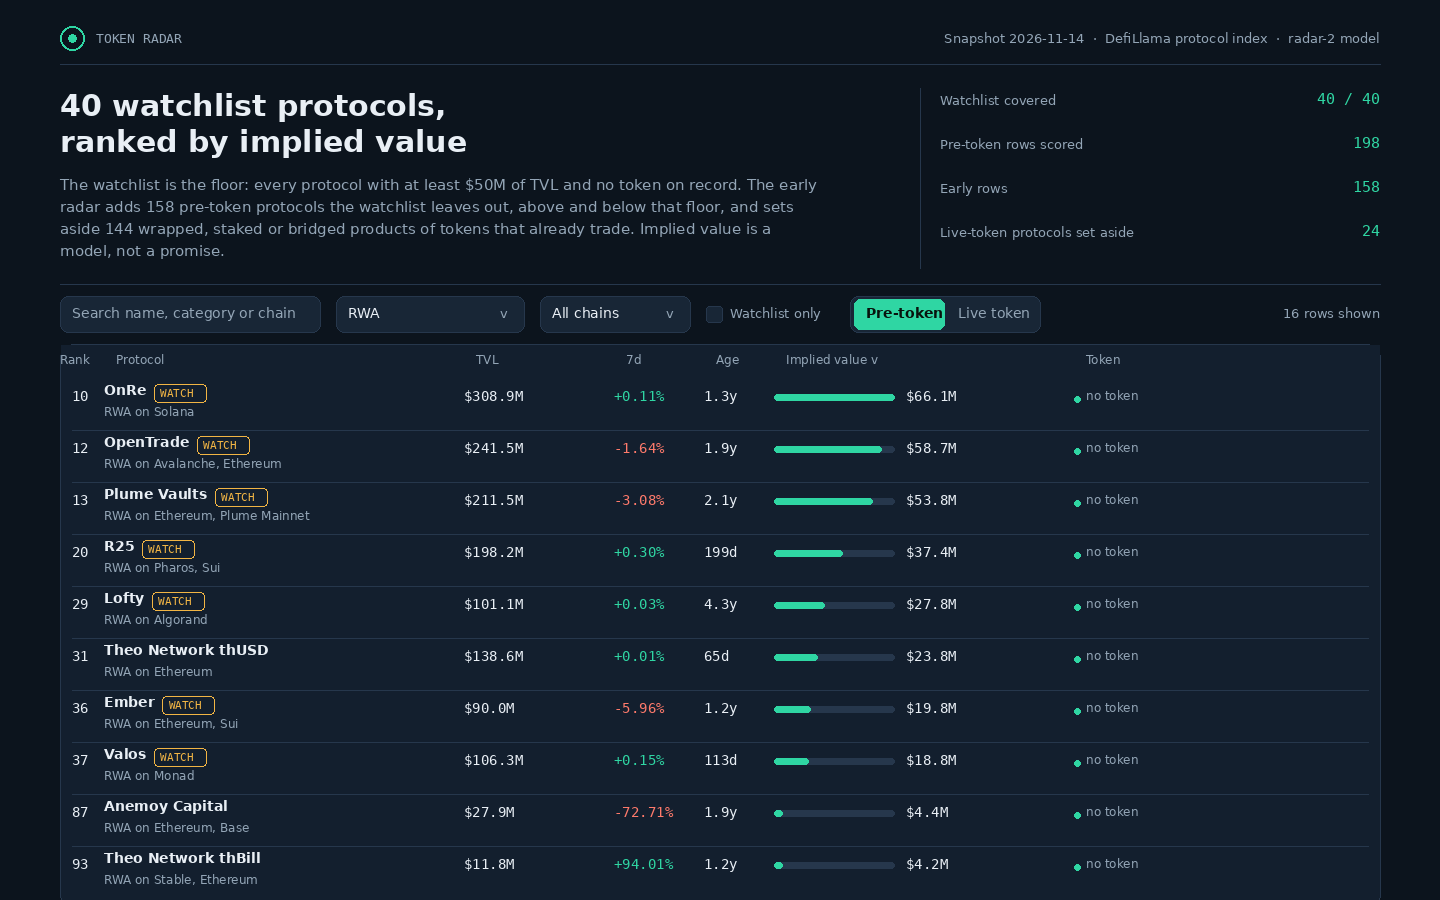 TOKEN RADAR
Snapshot 2026-11-14 · DefiLlama protocol index · radar-2 model
40 watchlist protocols,
ranked by implied value
The watchlist is the floor: every protocol with at least $50M of TVL and no token on record. The early
radar adds 158 pre-token protocols the watchlist leaves out, above and below that floor, and sets
aside 144 wrapped, staked or bridged products of tokens that already trade. Implied value is a
model, not a promise.
Watchlist covered 40 / 40
Pre-token rows scored 198
Early rows 158
Live-token protocols set aside 24
Search name, category or chain RWA v All chains v Watchlist only Pre-token Live token 16 rows shown
Rank Protocol TVL 7d Age Implied value v Token
10 OnRe WATCH $308.9M +0.11% 1.3y $66.1M no token
RWA on Solana
12 OpenTrade WATCH $241.5M -1.64% 1.9y $58.7M no token
RWA on Avalanche, Ethereum
13 Plume Vaults WATCH $211.5M -3.08% 2.1y $53.8M no token
RWA on Ethereum, Plume Mainnet
20 R25 WATCH $198.2M +0.30% 199d $37.4M no token
RWA on Pharos, Sui
29 Lofty WATCH $101.1M +0.03% 4.3y $27.8M no token
RWA on Algorand
31 Theo Network thUSD $138.6M +0.01% 65d $23.8M no token
RWA on Ethereum
36 Ember WATCH $90.0M -5.96% 1.2y $19.8M no token
RWA on Ethereum, Sui
37 Valos WATCH $106.3M +0.15% 113d $18.8M no token
RWA on Monad
87 Anemoy Capital $27.9M -72.71% 1.9y $4.4M no token
RWA on Ethereum, Base
93 Theo Network thBill $11.8M +94.01% 1.2y $4.2M no token
RWA on Stable, Ethereum